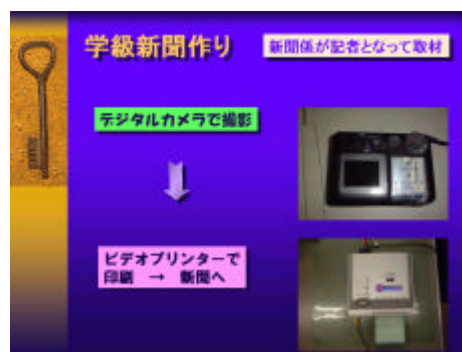 学級新聞作り
新聞係が記者となって取材
デジタルカメラで撮影
ビデオプリンターで
印刷 → 新聞へ